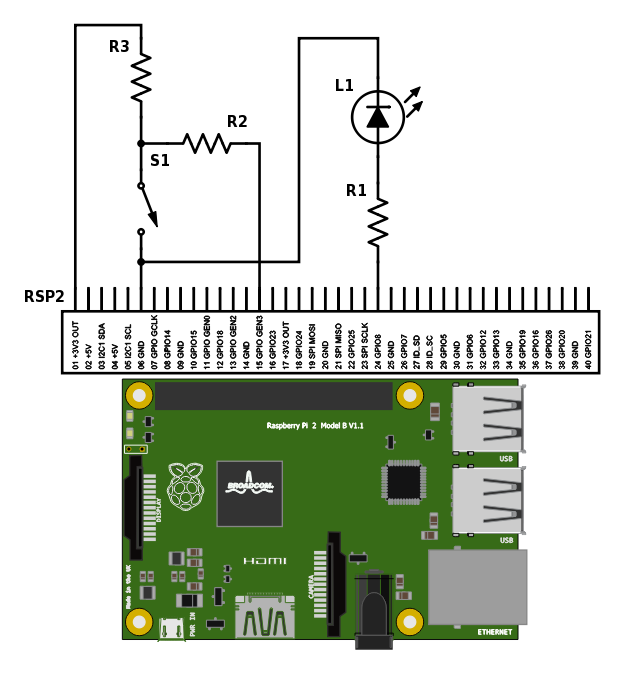 R3
L1
R2
S1
R1
RSP2
01 +3V3 OUT
02 +5V
03 I2C1 SDA
04 +5V
05 I2C1 SCL
06 GND
07 GPIO GCLK
08 GPIO14
09 GND
10 GPIO15
11 GPIO GEN0
12 GPIO18
13 GPIO GEN2
14 GND
15 GPIO GEN3
16 GPIO23
17 +3V3 OUT
18 GPIO24
19 SPI MOSI
20 GND
21 SPI MISO
22 GPIO25
23 SPI SCLK
24 GPIO8
25 GND
26 GPIO7
27 ID_SD
28 ID_SC
29 GPIO5
30 GND
31 GPIO6
32 GPIO12
33 GPIO13
34 GND
35 GPIO19
36 GPIO16
37 GPIO26
38 GPIO20
39 GND
40 GPIO21
Raspberry Pi 2 Model B V1.1
USB
BROADCOM
DISPLAY
USB
HDMI
Made in the UK
CAMERA
PWR IN
ETHERNET